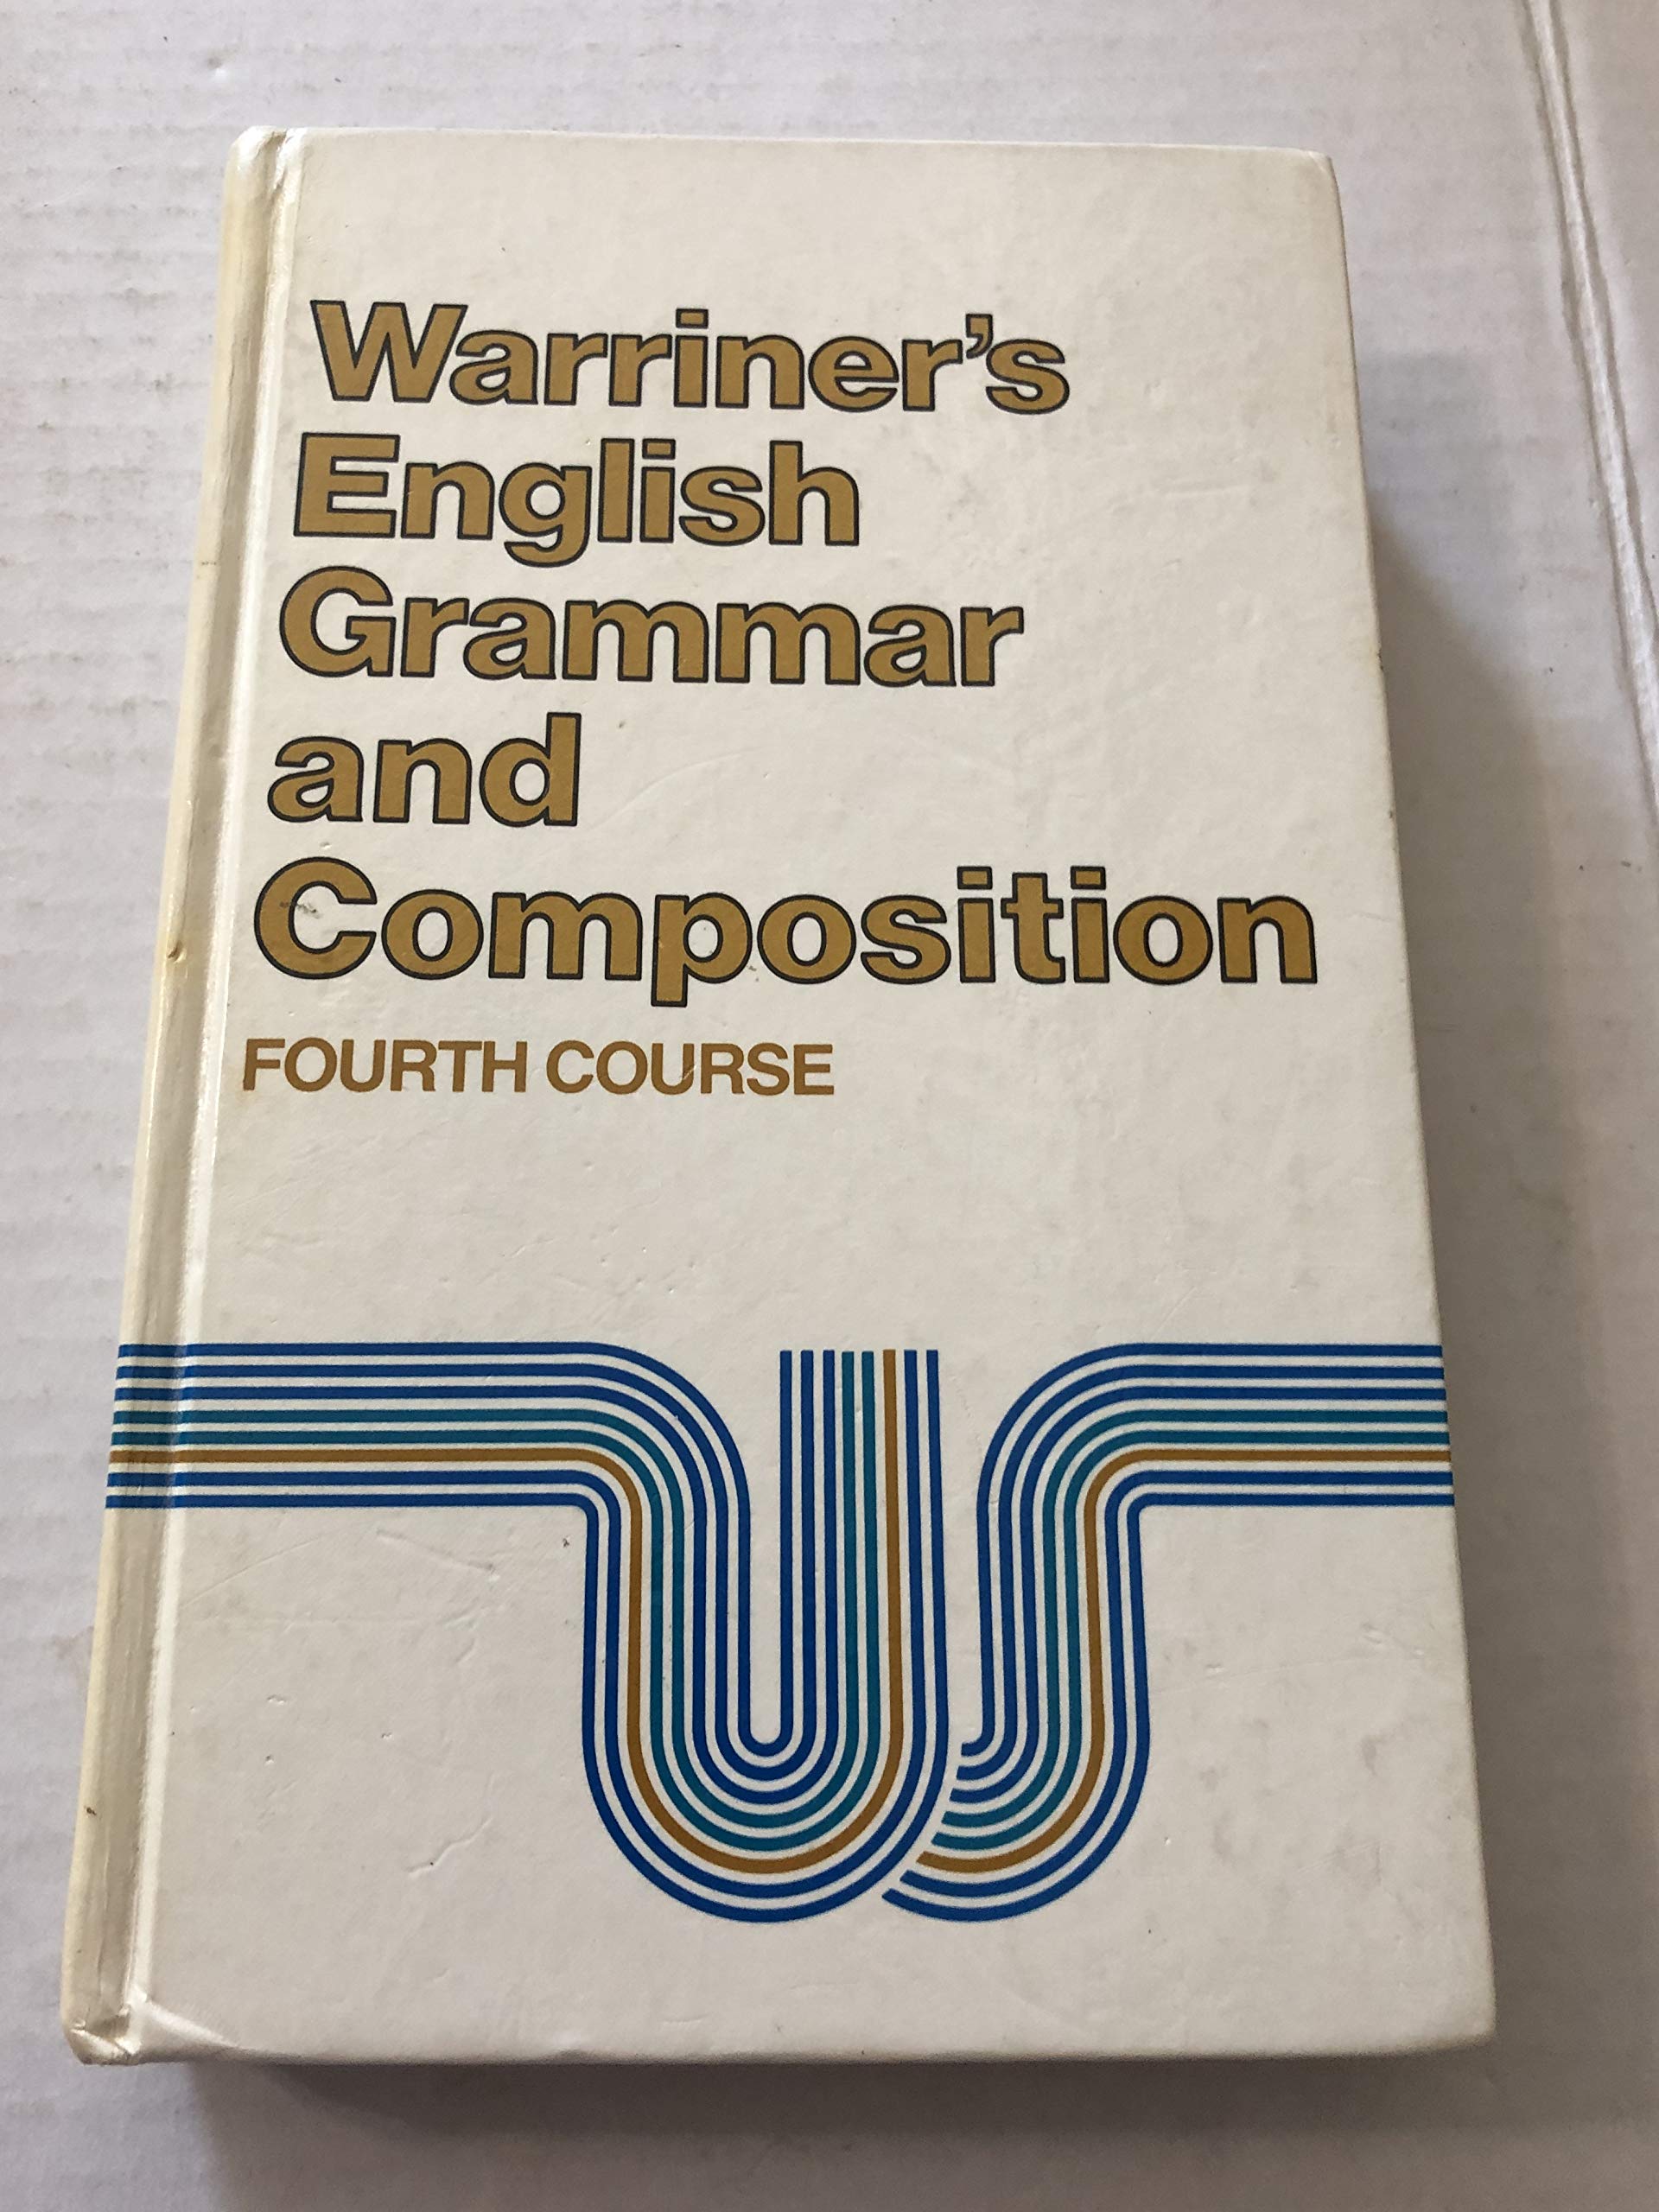 Warriner's
English
Grammar
and
Composition
FOURTH COURSE